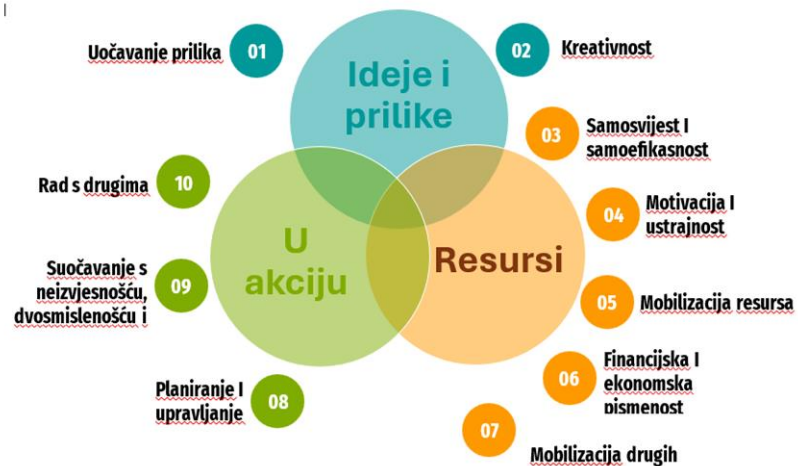 Uočavanje prilika
01
Ideje i
prilike
02
Kreativnost
03
Samosvijest I
samoefikasnost
04
Motivacija I
ustrajnost
Resursi
05
Mobilizacija resursa
06
Financijska I
ekonomska
pismenost
07
Mobilizacija drugih
08
Planiranje I
upravljanje
U
akciju
09
Suočavanje s
neizvjesnošću,
dvosmislenošću i
10
Rad s drugima